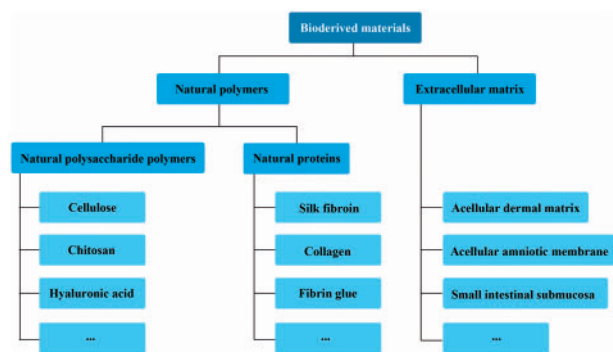 Bioderived materials
Natural polymers
Extracellular matrix
Natural polysaccharide polymers
Natural proteins
Cellulose
Silk fibroin
Acellular dermal matrix
Chitosan
Collagen
Acellular amniotic membrane
Hyaluronic acid
Fibrin glue
Small intestinal submucosa
...
...
...